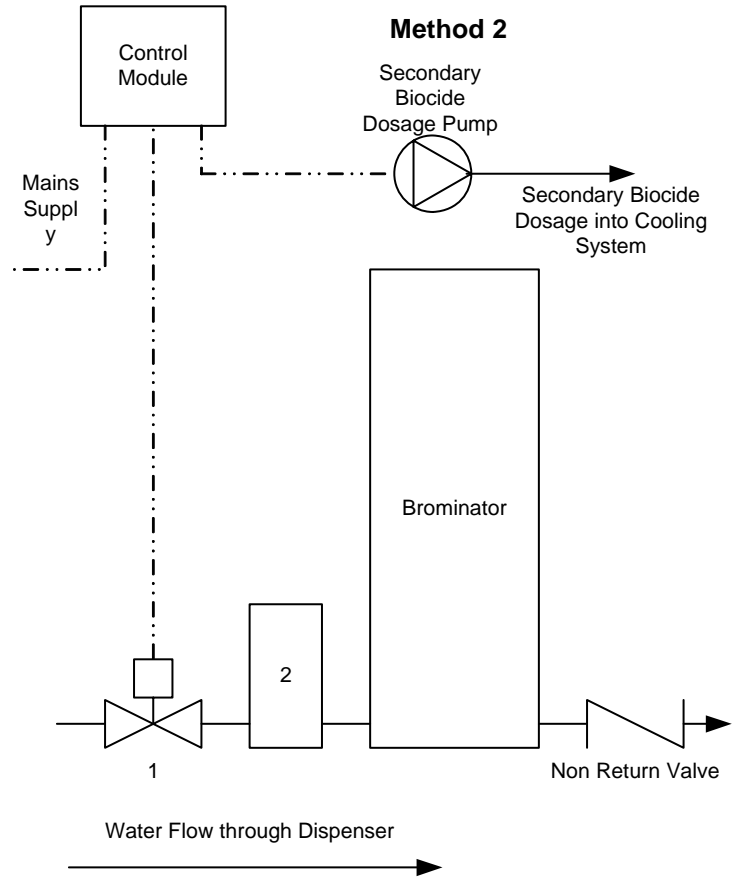 Method 2
Control
Module
Secondary
Biocide
Dosage Pump
Mains
Suppl
y
Secondary Biocide
Dosage into Cooling
System
Brominator
2
1
Non Return Valve
Water Flow through Dispenser